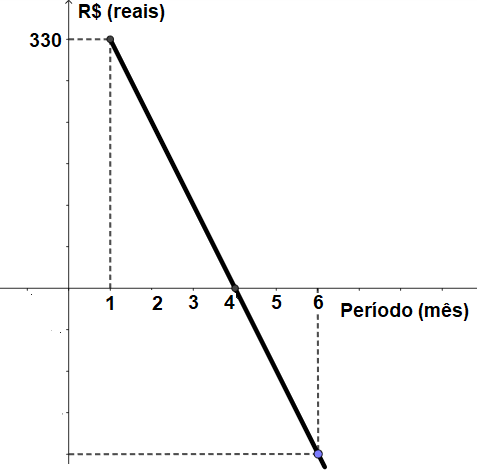 R$ (reais)
330
1 2 3 4 5 6
Período (mês)